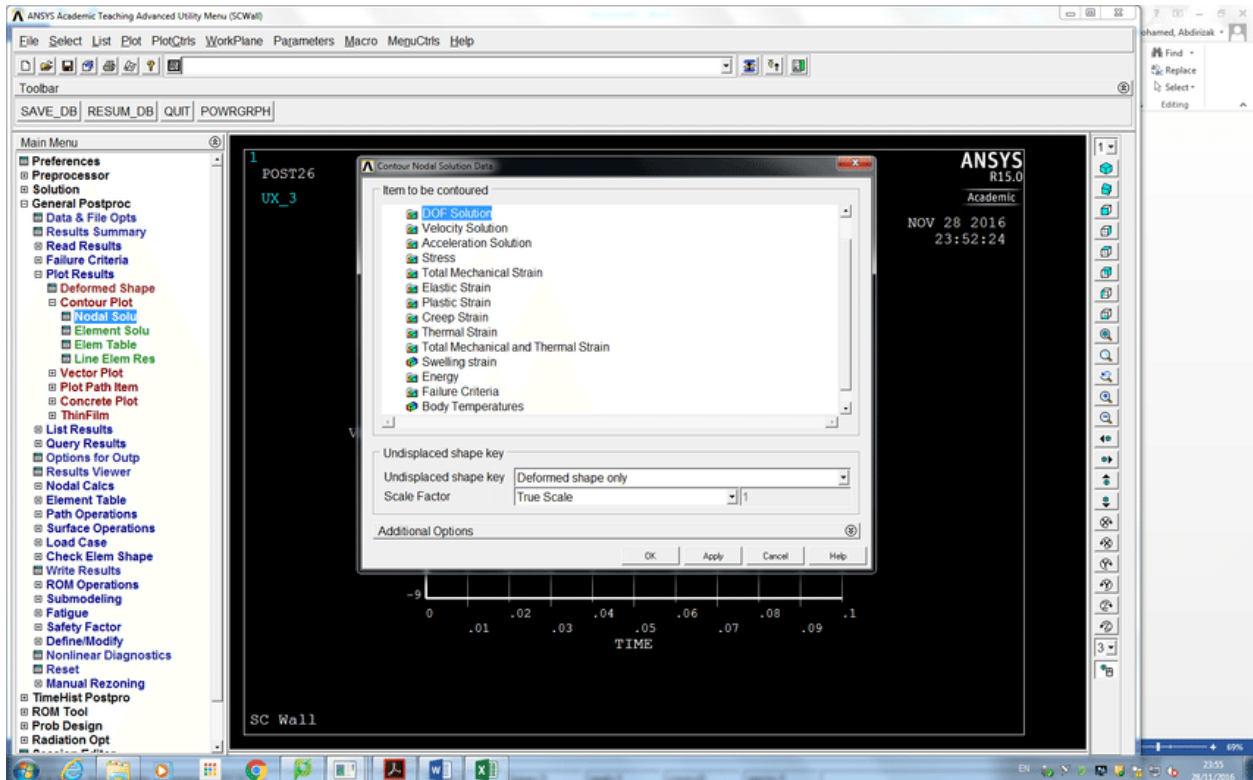 ANSYS Academic Teaching Advanced Utility Menu (SCWall)
File Select List Plot PlotCtrls WorkPlane Parameters Macro MenuCtrls Help
Toolbar
SAVE_DB RESUM_DB QUIT POWRGRPH
Main Menu
Preferences
Preprocessor
Solution
General Postproc
Data & File Opts
Results Summary
Read Results
Failure Criteria
Plot Results
Deformed Shape
Contour Plot
Nodal Solu
Element Solu
Elem Table
Line Elem Res
Vector Plot
Plot Path Item
Concrete Plot
ThinFilm
List Results
Query Results
Options for Outp
Results Viewer
Nodal Calcs
Element Table
Path Operations
Surface Operations
Load Case
Check Elem Shape
Write Results
ROM Operations
Submodeling
Fatigue
Safety Factor
Define/Modify
Nonlinear Diagnostics
Reset
Manual Rezoning
TimeHist Postpro
ROM Tool
Prob Design
Radiation Opt
1
POST26
UX_3
ANSYS
R15.0
Academic
NOV 28 2016
23:52:24
Contour Nodal Solution Data
Item to be contoured
DOF Solution
Velocity Solution
Acceleration Solution
Stress
Total Mechanical Strain
Elastic Strain
Plastic Strain
Creep Strain
Thermal Strain
Total Mechanical and Thermal Strain
Swelling strain
Energy
Failure Criteria
Body Temperatures
Undisplaced shape key
Undisplaced shape key Deformed shape only
Scale Factor True Scale 1
Additional Options
OK Apply Cancel Help
V
-9
0 .02 .04 .06 .08 .1
.01 .03 .05 .07 .09
TIME
SC Wall
1
3
ohamed, Abdirizak
Find
Replace
Select
Editing
69%
EN
23:55
28/11/2016